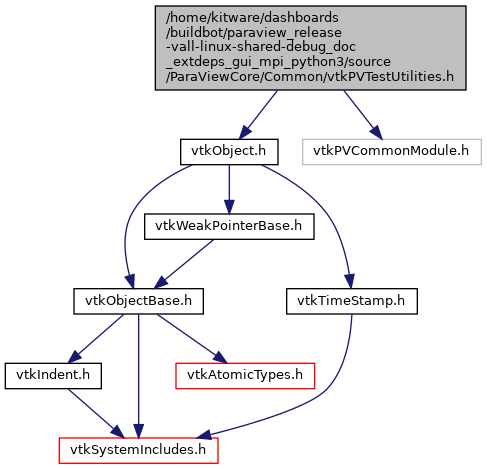 /home/kitware/dashboards
/buildbot/paraview_release
-vall-linux-shared-debug_doc
_extdeps_gui_mpi_python3/source
/ParaViewCore/Common/vtkPVTestUtilities.h
vtkObject.h
vtkPVCommonModule.h
vtkWeakPointerBase.h
vtkObjectBase.h
vtkTimeStamp.h
vtkIndent.h
vtkAtomicTypes.h
vtkSystemIncludes.h